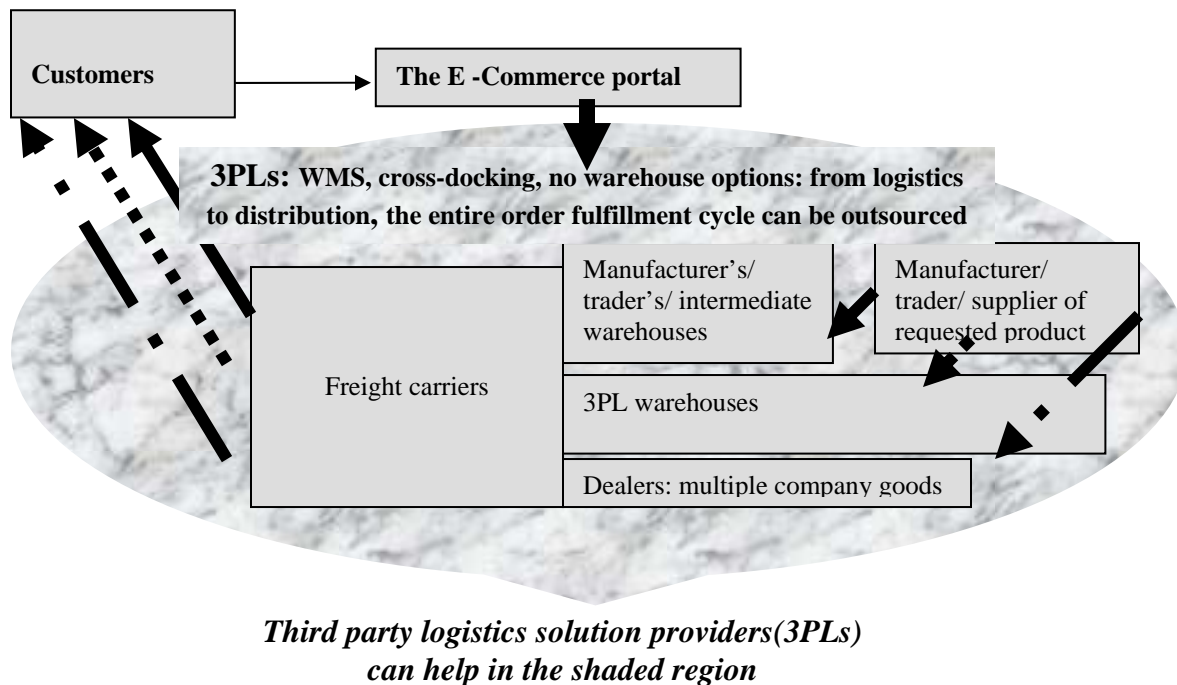 Customers
The E -Commerce portal
3PLs: WMS, cross-docking, no warehouse options: from logistics
to distribution, the entire order fulfillment cycle can be outsourced
Manufacturer’s/
trader’s/ intermediate
warehouses
Manufacturer/
trader/ supplier of
requested product
Freight carriers
3PL warehouses
Dealers: multiple company goods
Third party logistics solution providers(3PLs)
can help in the shaded region